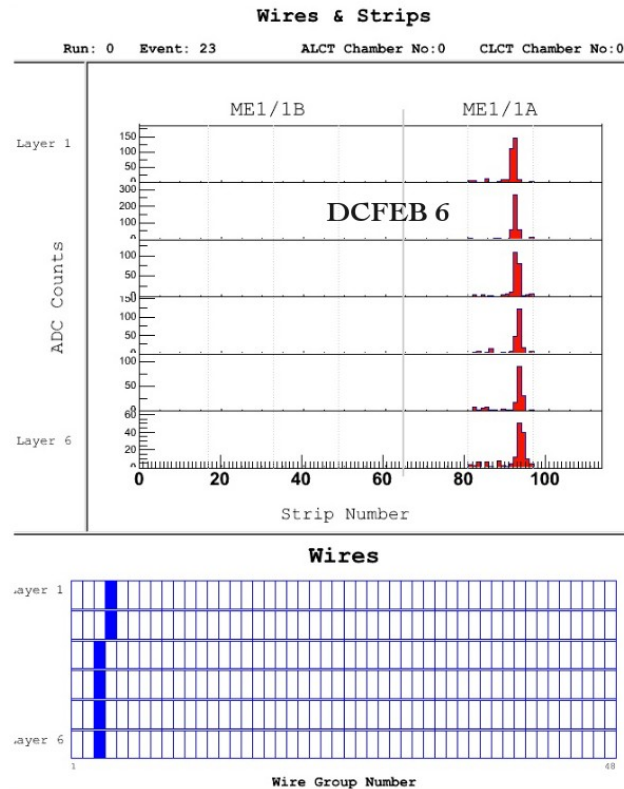 Wires & Strips
Run: 0 Event: 23 ALCT Chamber No:0 CLCT Chamber No:0
ME1/1B ME1/1A
Layer 1
150
100
50
0
300
DCFEB 6
200
100
0
100
50
0
ADC Counts
150
100
50
0
100
50
0
60
40
Layer 6
20
0
0 20 40 60 80 100
Strip Number
Wires
ayer 1
ayer 6
1 48
Wire Group Number